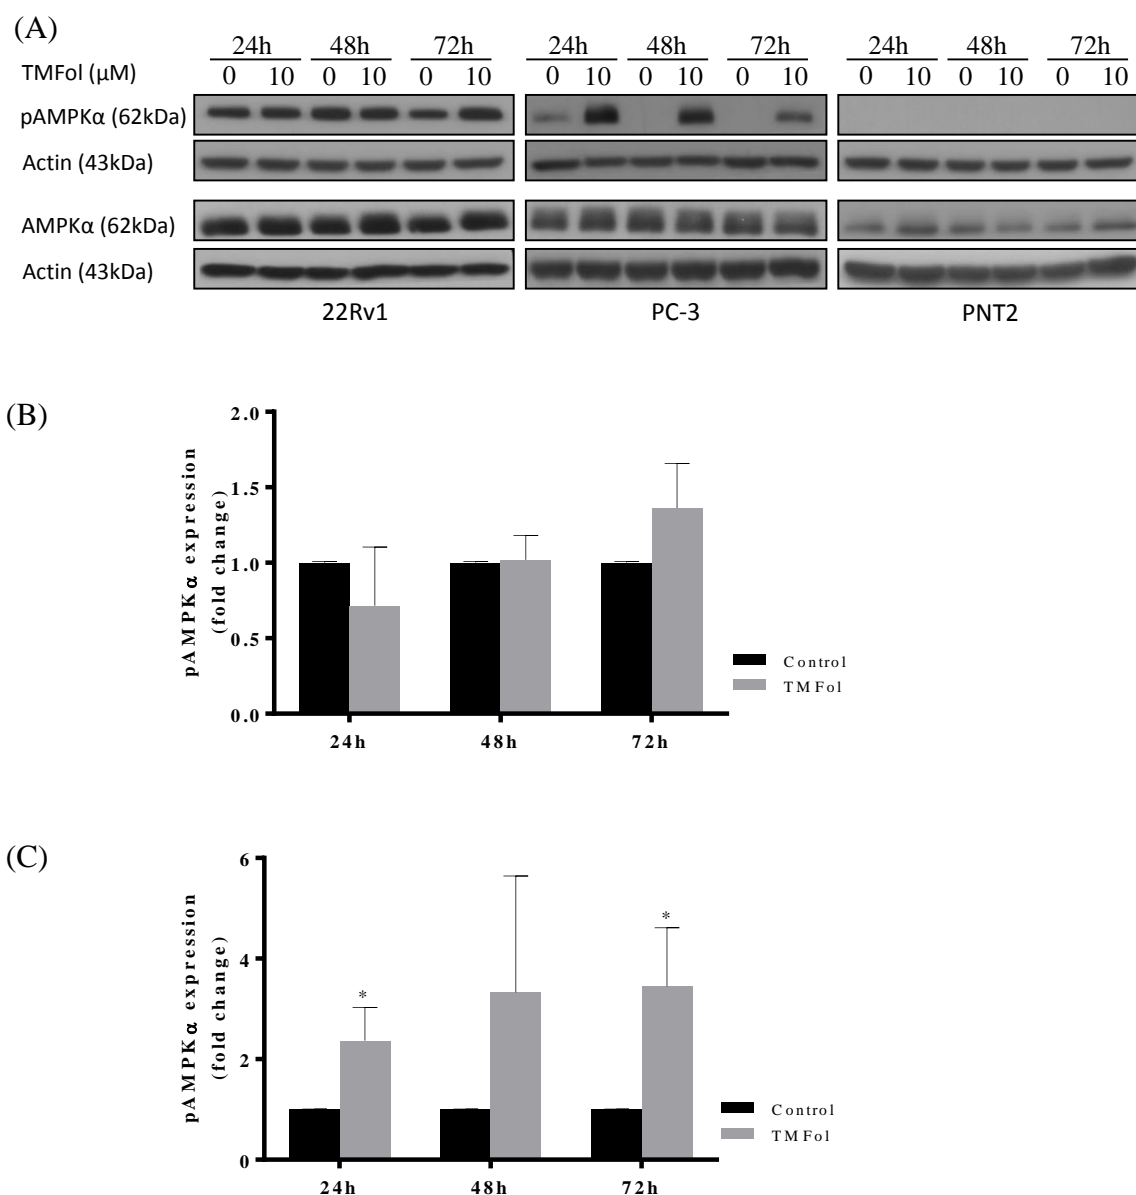 (A)
24h 48h 72h 24h 48h 72h 24h 72h 48h
TMFol (µM) 0 10 0 10 0 10 0 10 0 10 0 10 0 10 0 10 0 10
pAMPKα (62kDa)
Actin (43kDa)
AMPKα (62kDa)
Actin (43kDa)
22Rv1 PC-3 PNT2
(B)
pAMPKα expression
(fold change)
2.0
1.5
1.0
0.5
0.0
24h 48h 72h
Control
TMFol
(C)
pAMPKα expression
(fold change)
6
4
2
0
* *
24h 48h 72h
Control
TMFol